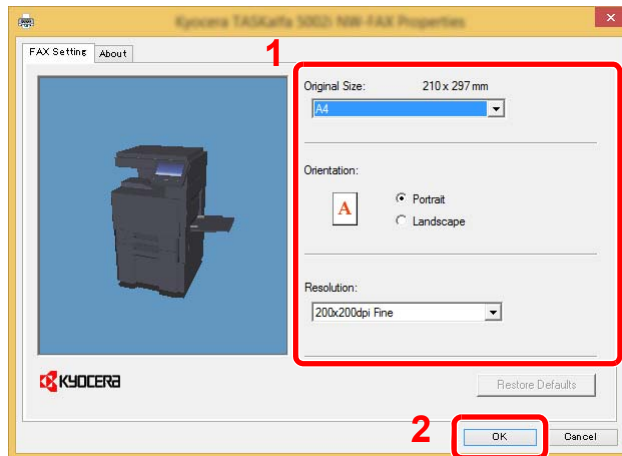 Kyocera TASKalfa 5002i NW-FAX Properties
FAX Setting About
1
Original Size: 210 x 297 mm
A4
Orientation:
A
Portrait
Landscape
Resolution:
200x200dpi Fine
KYOCERA
Restore Defaults
2
OK Cancel